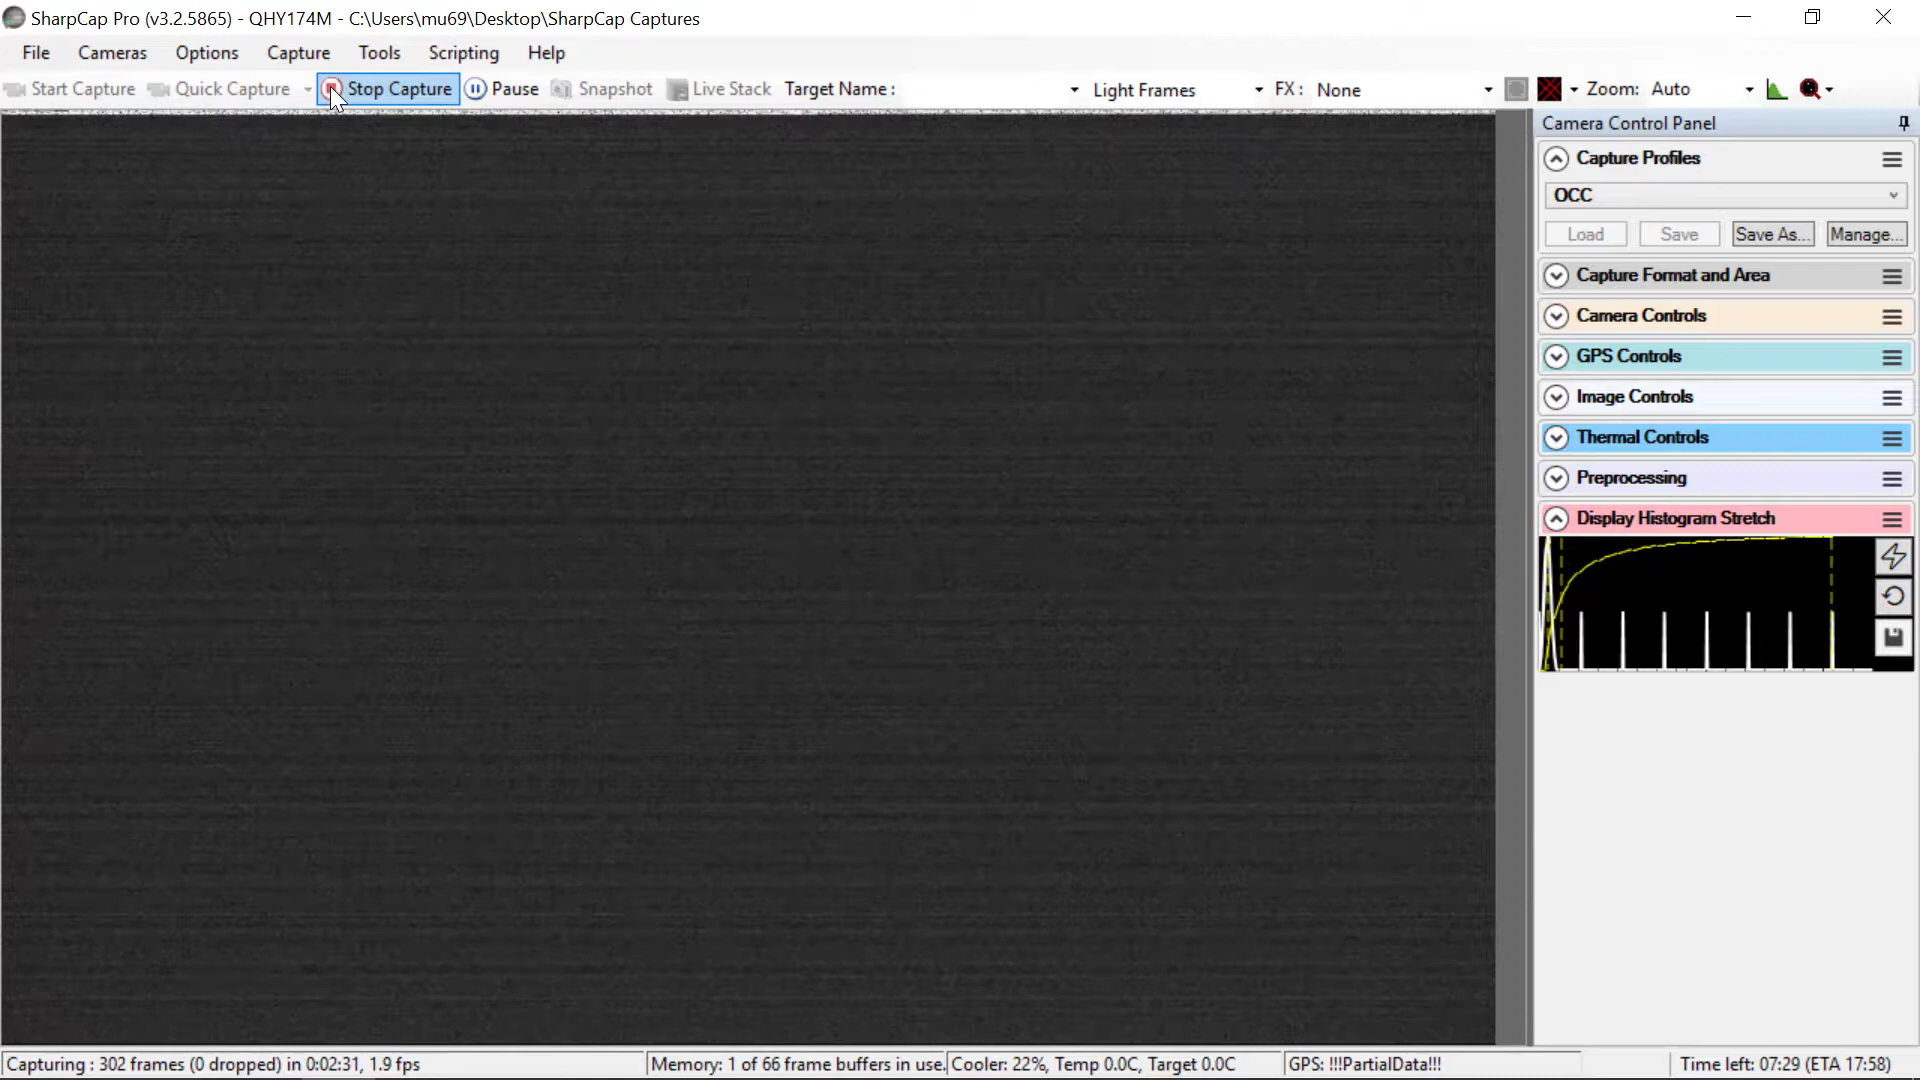 SharpCap Pro (v3.2.5865) - QHY174M - C:\Users\mu69\Desktop\SharpCap Captures
File Cameras Options Capture Tools Scripting Help
Start Capture Quick Capture Stop Capture Pause Snapshot Live Stack Target Name : Light Frames FX : None Zoom: Auto
Camera Control Panel
Capture Profiles
OCC
Load Save Save As... Manage...
Capture Format and Area
Camera Controls
GPS Controls
Image Controls
Thermal Controls
Preprocessing
Display Histogram Stretch
Capturing : 302 frames (0 dropped) in 0:02:31, 1.9 fps Memory: 1 of 66 frame buffers in use. Cooler: 22%, Temp 0.0C, Target 0.0C GPS: !!!PartialData!!! Time left: 07:29 (ETA 17:58)